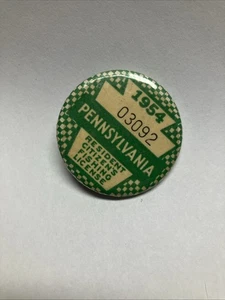 1954
03092
PENNSYLVANIA
RESIDENT
CITIZEN'S
FISHING
LICENSE